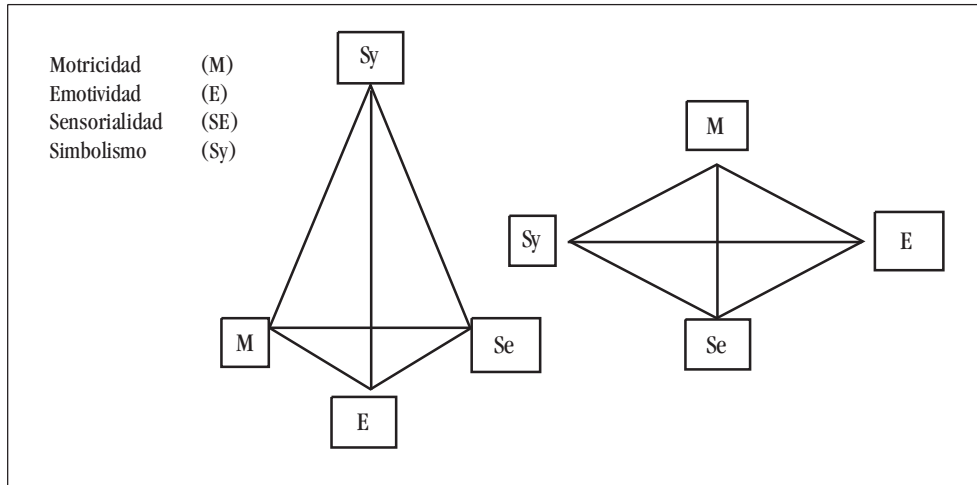 Motricidad (M)
Emotividad (E)
Sensorialidad (SE)
Simbolismo (Sy)
Sy
M
Se
E
M
Sy
E
Se